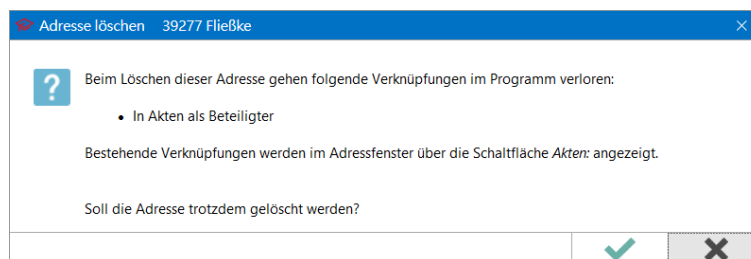 Adresse löschen 39277 Fließke
Beim Löschen dieser Adresse gehen folgende Verknüpfungen im Programm verloren:
• In Akten als Beteiligter
Bestehende Verknüpfungen werden im Adressfenster über die Schaltfläche Akten: angezeigt.
Soll die Adresse trotzdem gelöscht werden?